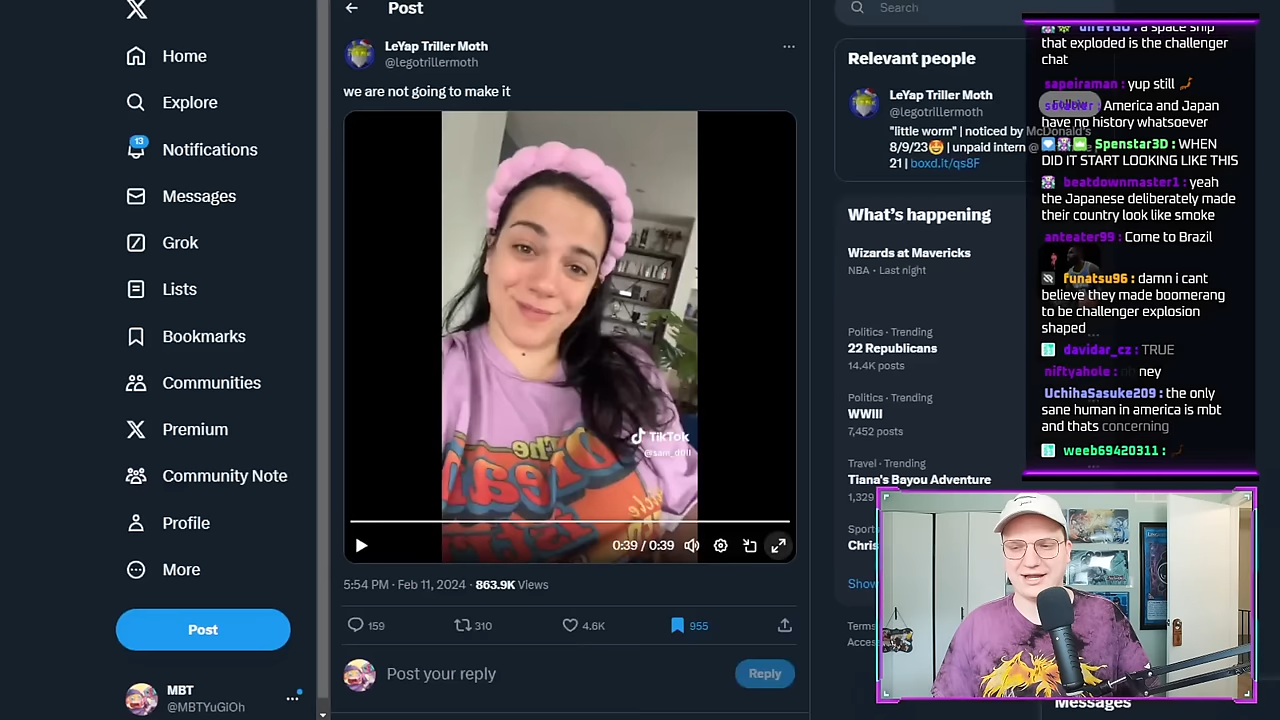 Home
Explore
13
Notifications
Messages
Grok
Lists
Bookmarks
Communities
Premium
Community Note
Profile
More
Post
MBT
@MBTYuGiOh
Post
LeYap Triller Moth
@legotrillermoth
we are not going to make it
The
TikTok
0:39 / 0:39
5:54 PM · Feb 11, 2024 · 863.9K Views
159
310
4.6K
955
Post your reply
Reply
Search
Relevant people
LeYap Triller Moth
@legotrillermoth
"little worm" | noticed by McDonald's
8/9/23🤩 | unpaid intern @
21 | boxd.it/qs8F
What's happening
Wizards at Mavericks
NBA · Last night
Politics · Trending
22 Republicans
14.4K posts
Politics · Trending
WWIII
7,452 posts
Travel · Trending
Tiana's Bayou Adventure
1,329
Sports
Chris
Show
Terms
Acces
Messages
a space ship
that exploded is the challenger
chat
sapeiraman : yup still
America and Japan
have no history whatsoever
Spenstar3D : WHEN
DID IT START LOOKING LIKE THIS
beatdownmaster1 : yeah
the Japanese deliberately made
their country look like smoke
anteater99 : Come to Brazil
funatsu96 : damn i cant
believe they made boomerang
to be challenger explosion
shaped
davidar_cz : TRUE
niftyahole : ney
UchihaSasuke209 : the only
sane human in america is mbt
and thats concerning
weeb69420311 :